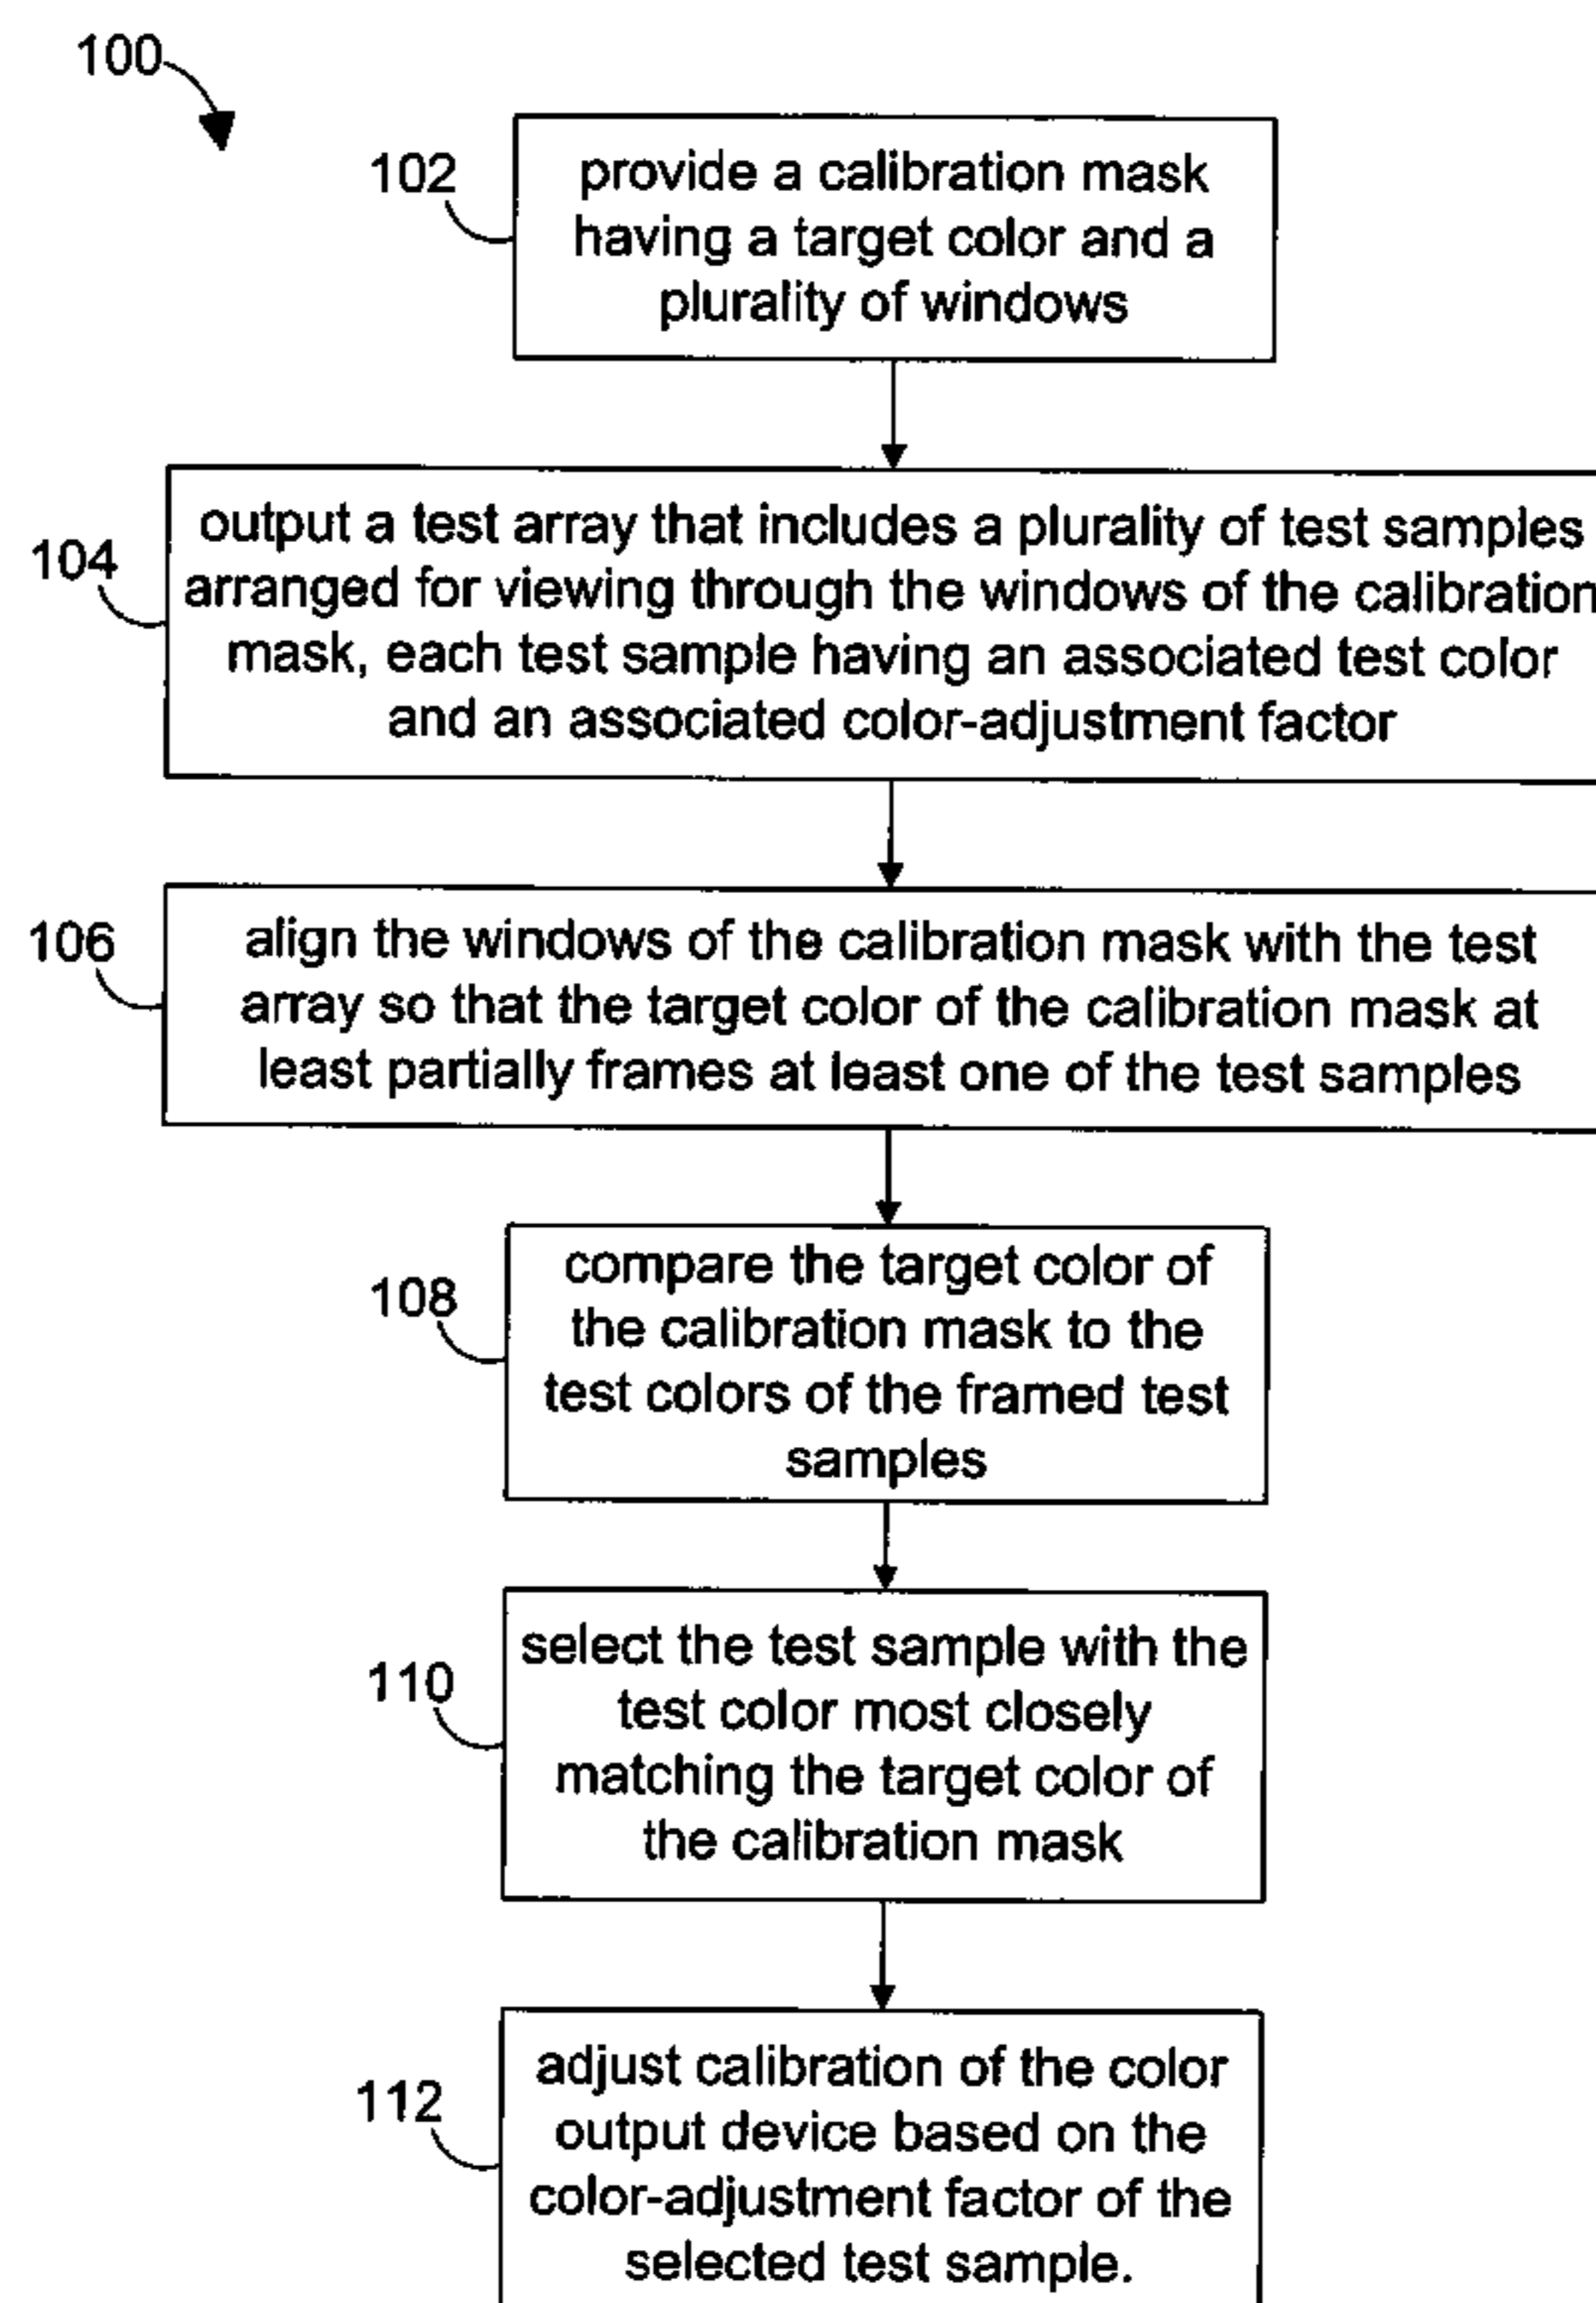 100
102
provide a calibration mask
having a target color and a
plurality of windows
104
output a test array that includes a plurality of test samples
arranged for viewing through the windows of the calibration
mask, each test sample having an associated test color
and an associated color-adjustment factor
106
align the windows of the calibration mask with the test
array so that the target color of the calibration mask at
least partially frames at least one of the test samples
108
compare the target color of
the calibration mask to the
test colors of the framed test
samples
110
select the test sample with the
test color most closely
matching the target color of
the calibration mask
112
adjust calibration of the color
output device based on the
color-adjustment factor of the
selected test sample.